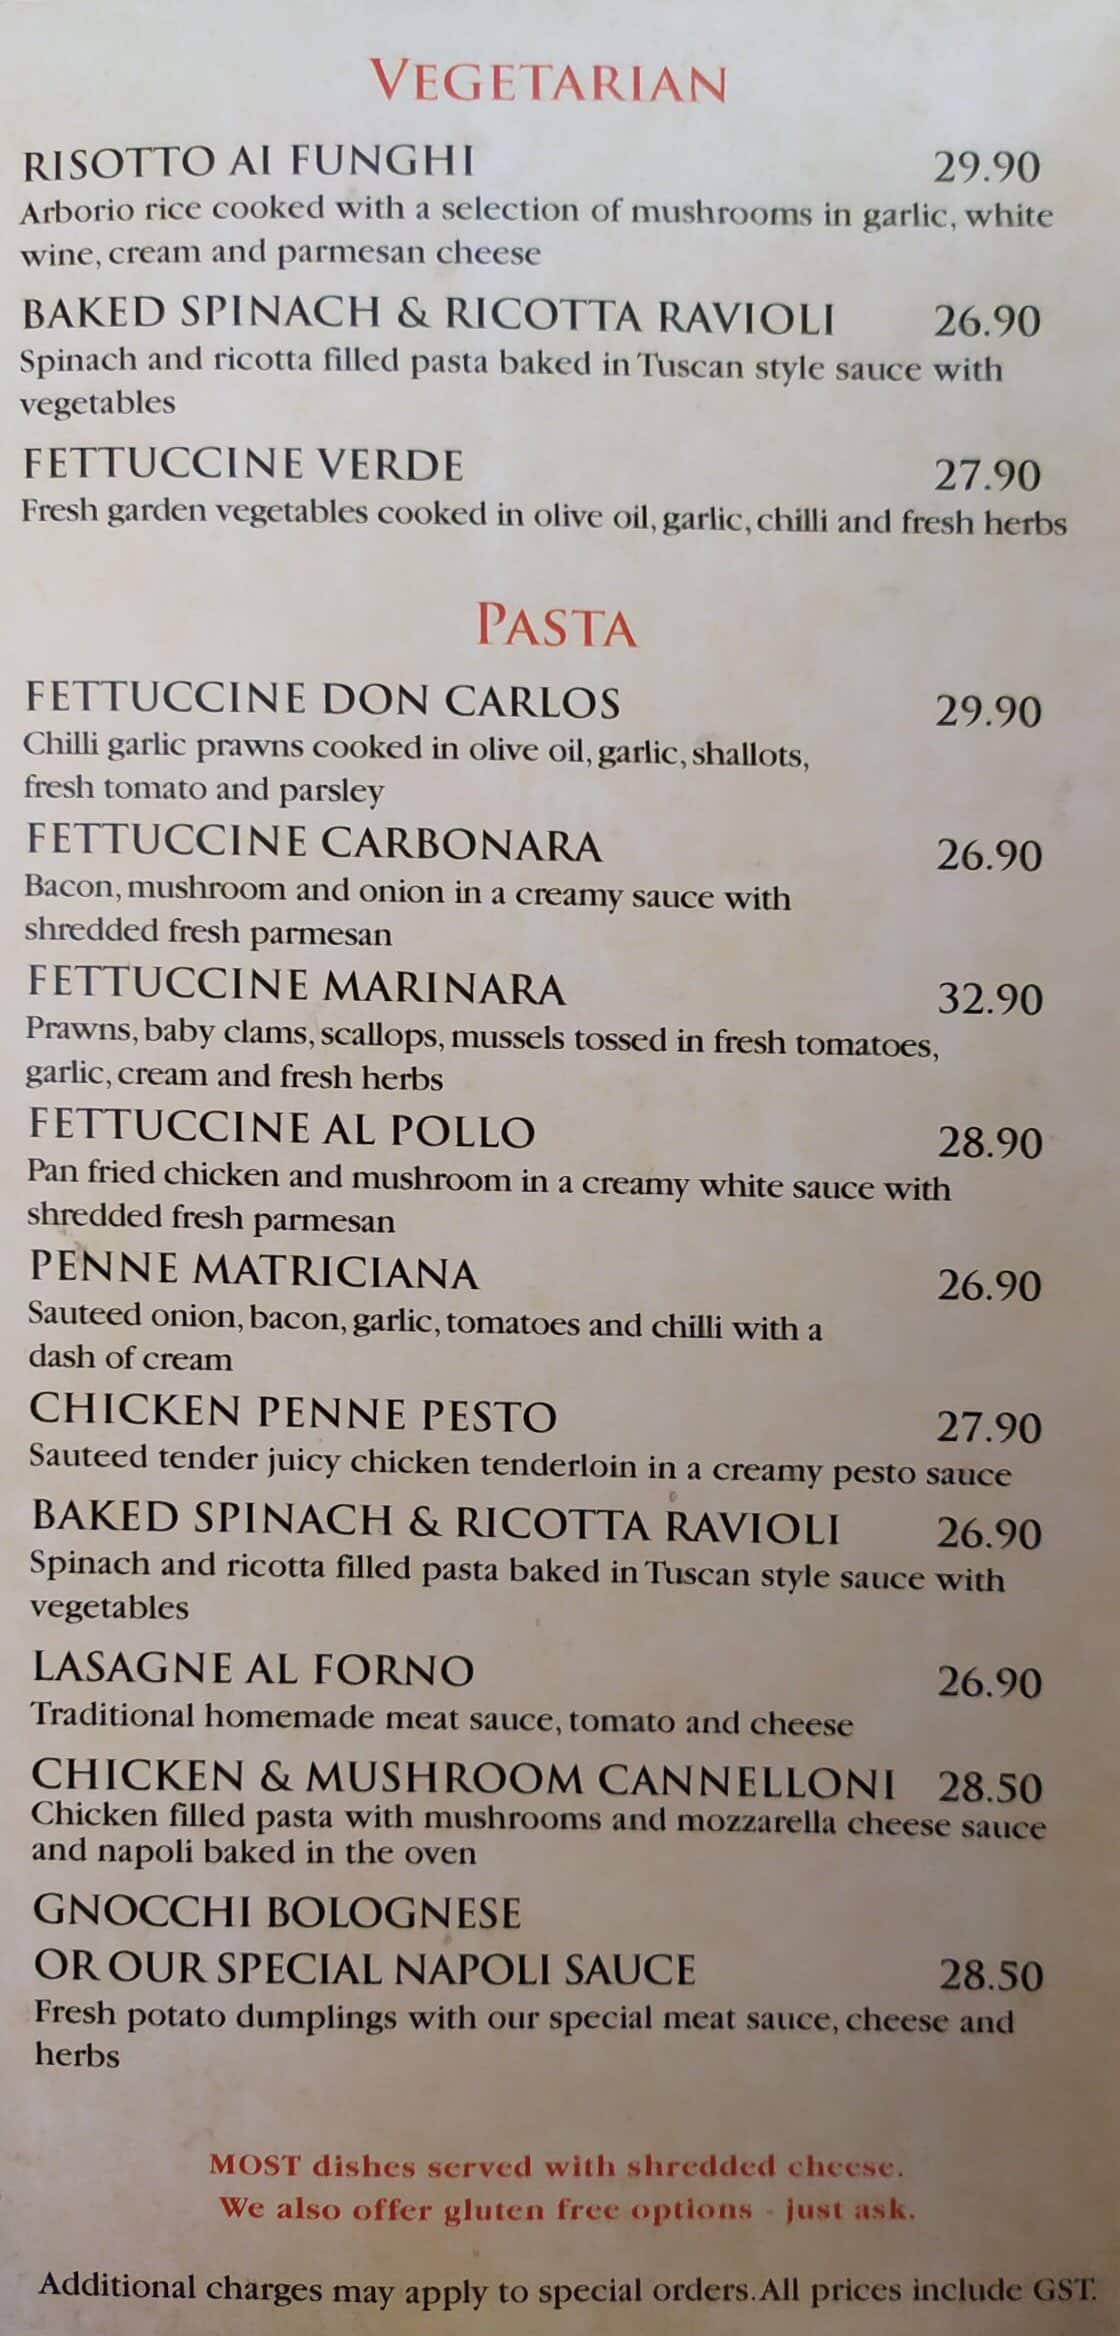 VEGETARIAN
RISOTTO AI FUNGHI 29.90
Arborio rice cooked with a selection of mushrooms in garlic, white
wine, cream and parmesan cheese
BAKED SPINACH & RICOTTA RAVIOLI 26.90
Spinach and ricotta filled pasta baked in Tuscan style sauce with
vegetables
FETTUCCINE VERDE 27.90
Fresh garden vegetables cooked in olive oil, garlic, chilli and fresh herbs
PASTA
FETTUCCINE DON CARLOS 29.90
Chilli garlic prawns cooked in olive oil, garlic, shallots,
fresh tomato and parsley
FETTUCCINE CARBONARA 26.90
Bacon, mushroom and onion in a creamy sauce with
shredded fresh parmesan
FETTUCCINE MARINARA 32.90
Prawns, baby clams, scallops, mussels tossed in fresh tomatoes,
garlic, cream and fresh herbs
FETTUCCINE AL POLLO 28.90
Pan fried chicken and mushroom in a creamy white sauce with
shredded fresh parmesan
PENNE MATRICIANA 26.90
Sauteed onion, bacon, garlic, tomatoes and chilli with a
dash of cream
CHICKEN PENNE PESTO 27.90
Sauteed tender juicy chicken tenderloin in a creamy pesto sauce
BAKED SPINACH & RICOTTA RAVIOLI 26.90
Spinach and ricotta filled pasta baked in Tuscan style sauce with
vegetables
LASAGNE AL FORNO 26.90
Traditional homemade meat sauce, tomato and cheese
CHICKEN & MUSHROOM CANNELLONI 28.50
Chicken filled pasta with mushrooms and mozzarella cheese sauce
and napoli baked in the oven
GNOCCHI BOLOGNESE
OR OUR SPECIAL NAPOLI SAUCE 28.50
Fresh potato dumplings with our special meat sauce, cheese and
herbs
MOST dishes served with shredded cheese.
We also offer gluten free options - just ask.
Additional charges may apply to special orders. All prices include GST.